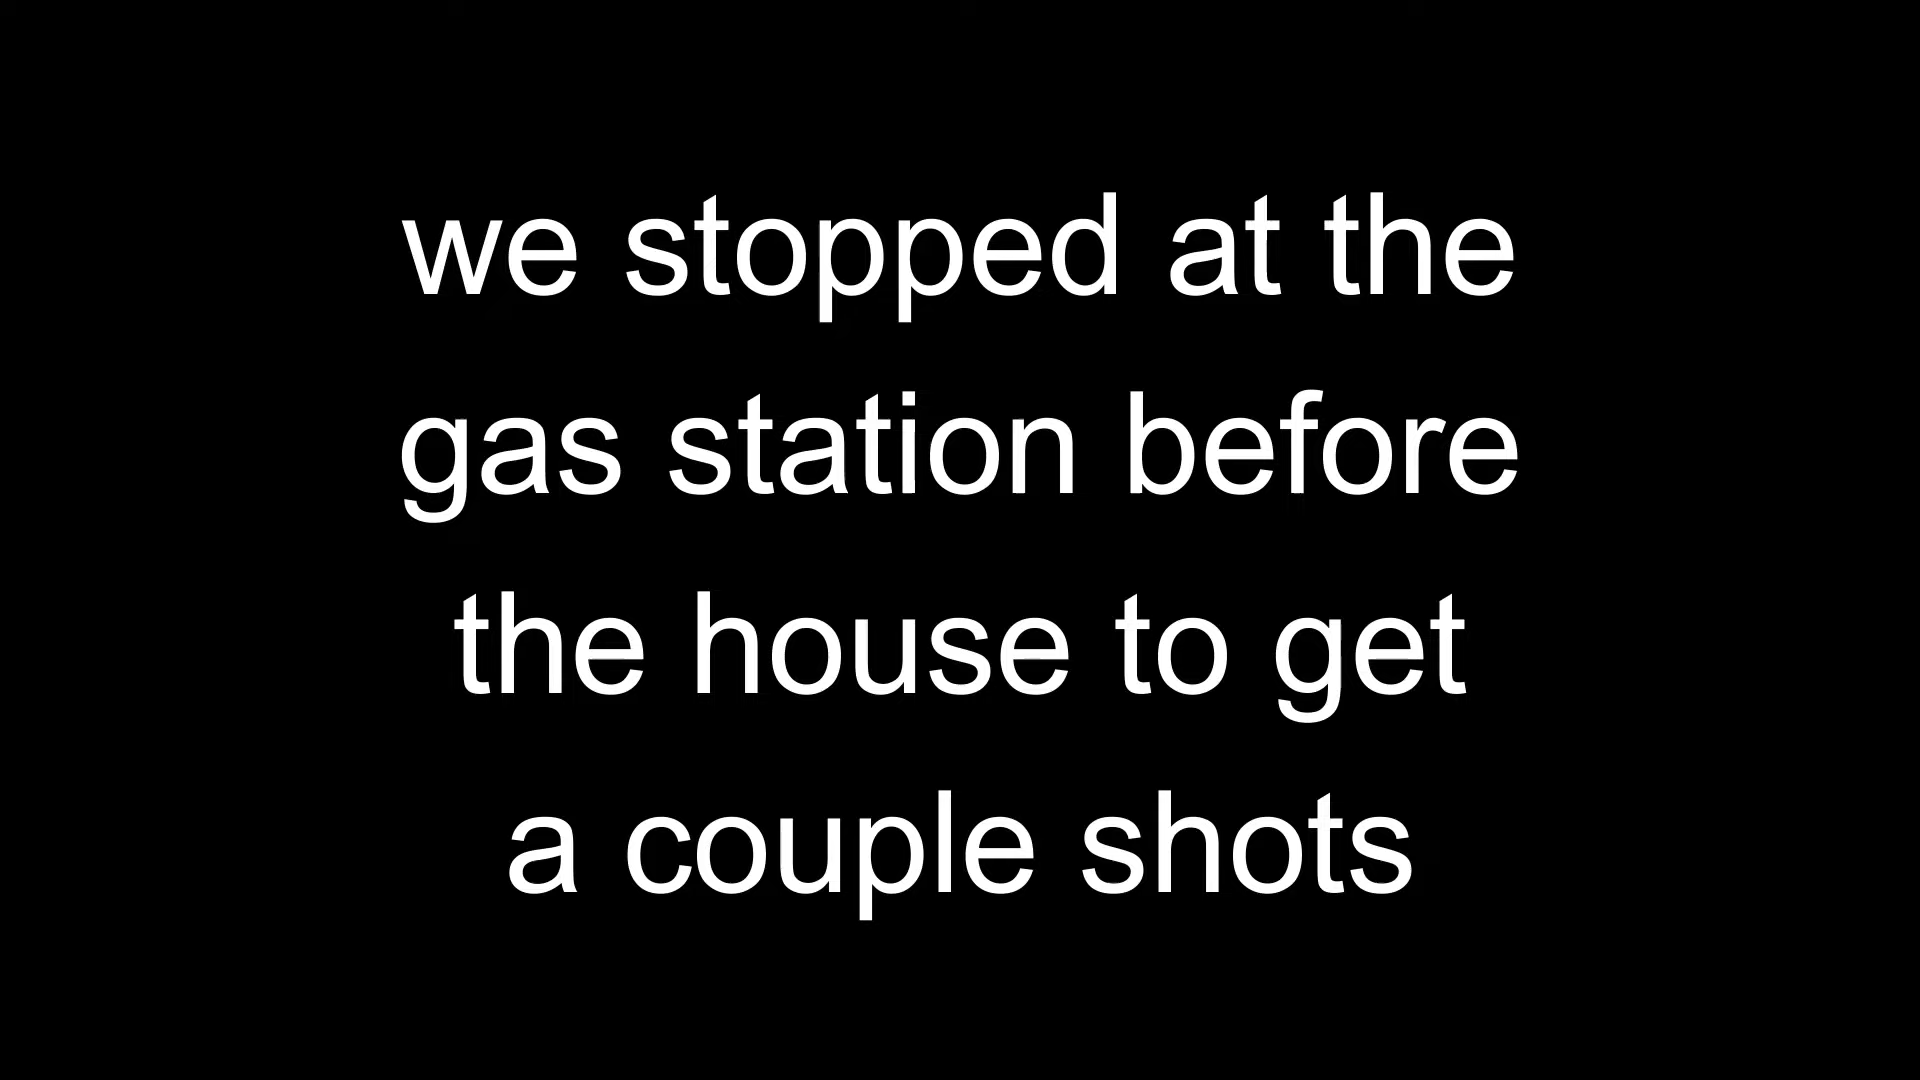 we stopped at the
gas station before
the house to get
a couple shots